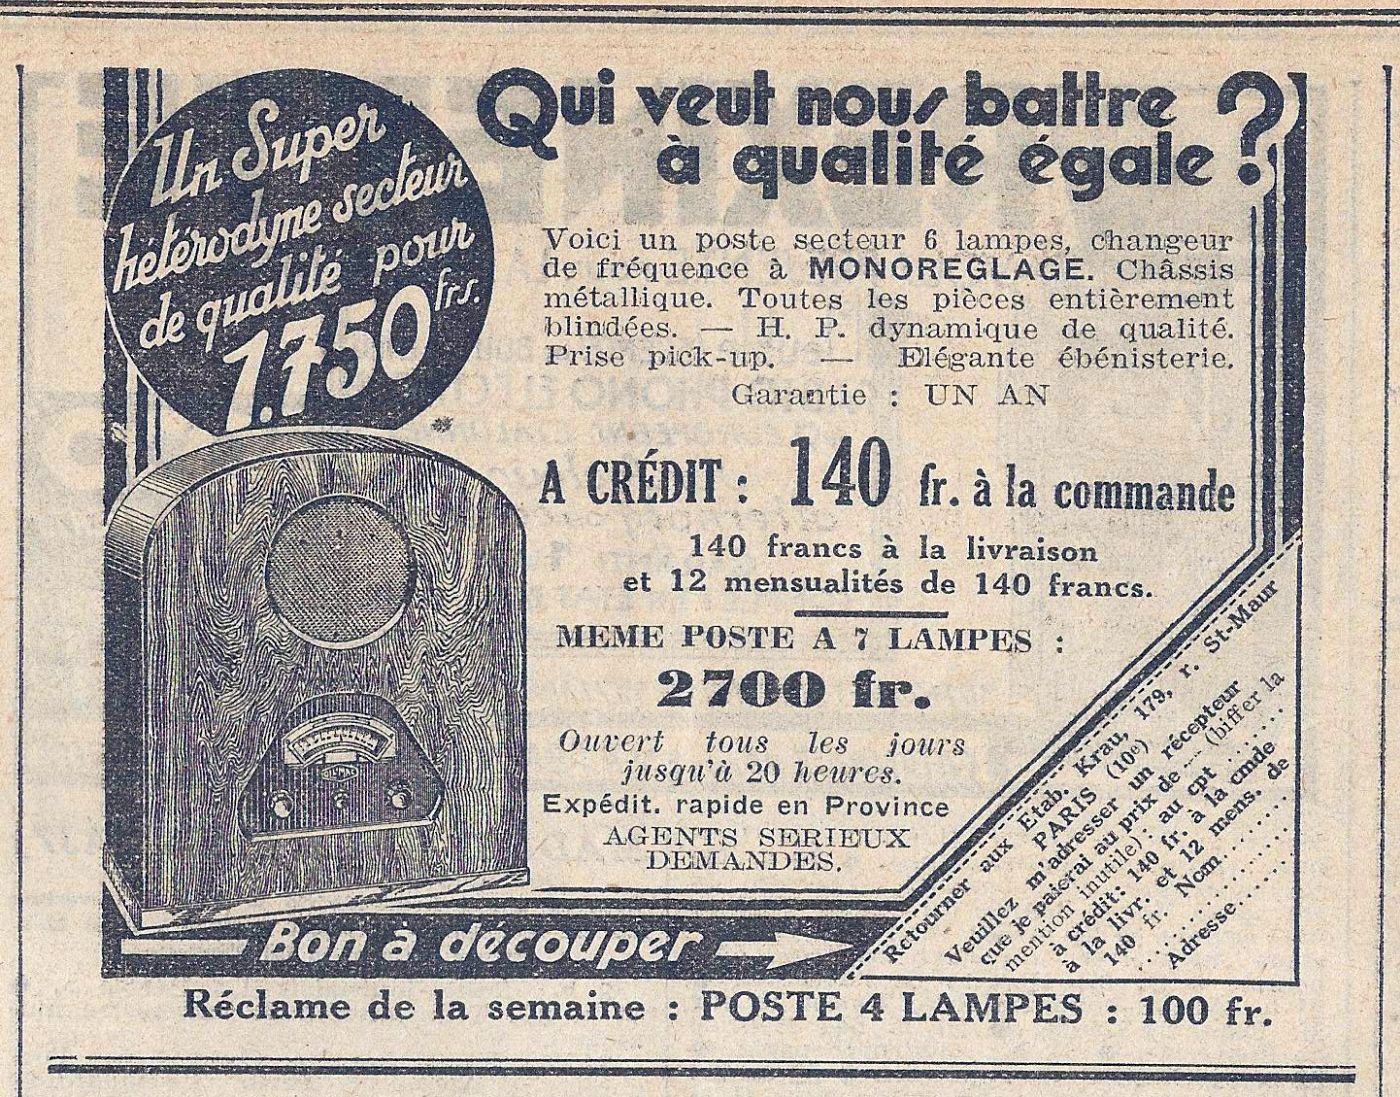 Un Super
hétérodyne secteur
de qualité pour
1.750 frs.
Qui veut nous battre
à qualité égale ?
Voici un poste secteur 6 lampes, changeur
de fréquence à MONOREGLAGE. Châssis
métallique. Toutes les pièces entièrement
blindées. — H. P. dynamique de qualité.
Prise pick-up. — Elégante ébénisterie.
Garantie : UN AN
A CRÉDIT : 140 fr. à la commande
140 francs à la livraison
et 12 mensualités de 140 francs.
MEME POSTE A 7 LAMPES :
2700 fr.
Ouvert tous les jours
jusqu'à 20 heures.
Expédit. rapide en Province
AGENTS SERIEUX
DEMANDES.
Bon à découper
Retourner aux Etab. Krau, 179, r. St-Maur
PARIS (10e)
Veuillez m'adresser un récepteur
que je paierai au prix de ... (biffer la
mention inutile) : au cpt ......
à crédit: 140 fr. à la cmde
à la livr. et 12 mens. de
140 fr. Nom.........
..............
Adresse........
Réclame de la semaine : POSTE 4 LAMPES : 100 fr.